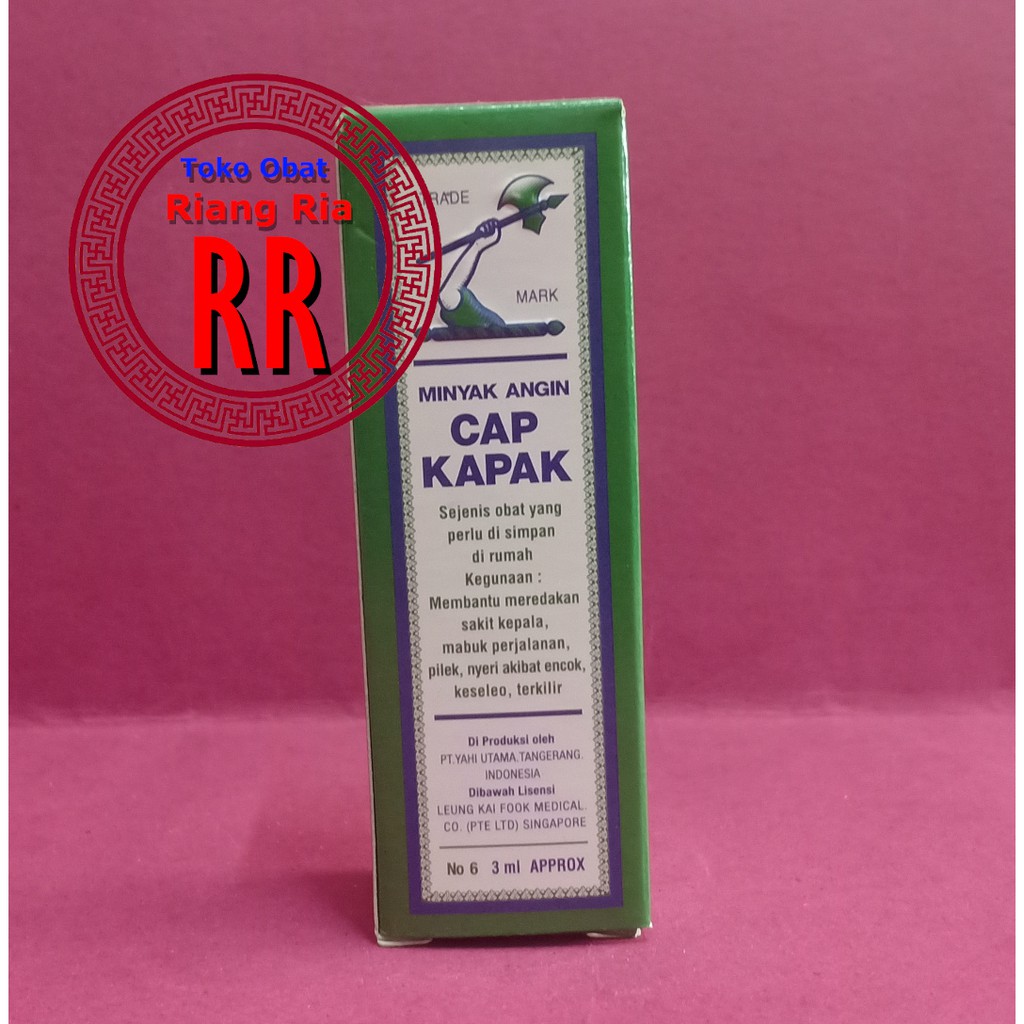 Toko Obat
Riang Ria
RR
RADE
MARK
MINYAK ANGIN
CAP
KAPAK
Sejenis obat yang
perlu di simpan
di rumah
Kegunaan :
Membantu meredakan
sakit kepala,
mabuk perjalanan,
pilek, nyeri akibat encok,
keseleo, terkilir
Di Produksi oleh
PT.YAHI UTAMA.TANGERANG.
INDONESIA
Dibawah Lisensi
LEUNG KAI FOOK MEDICAL.
CO. (PTE LTD) SINGAPORE
No 6 3 ml APPROX